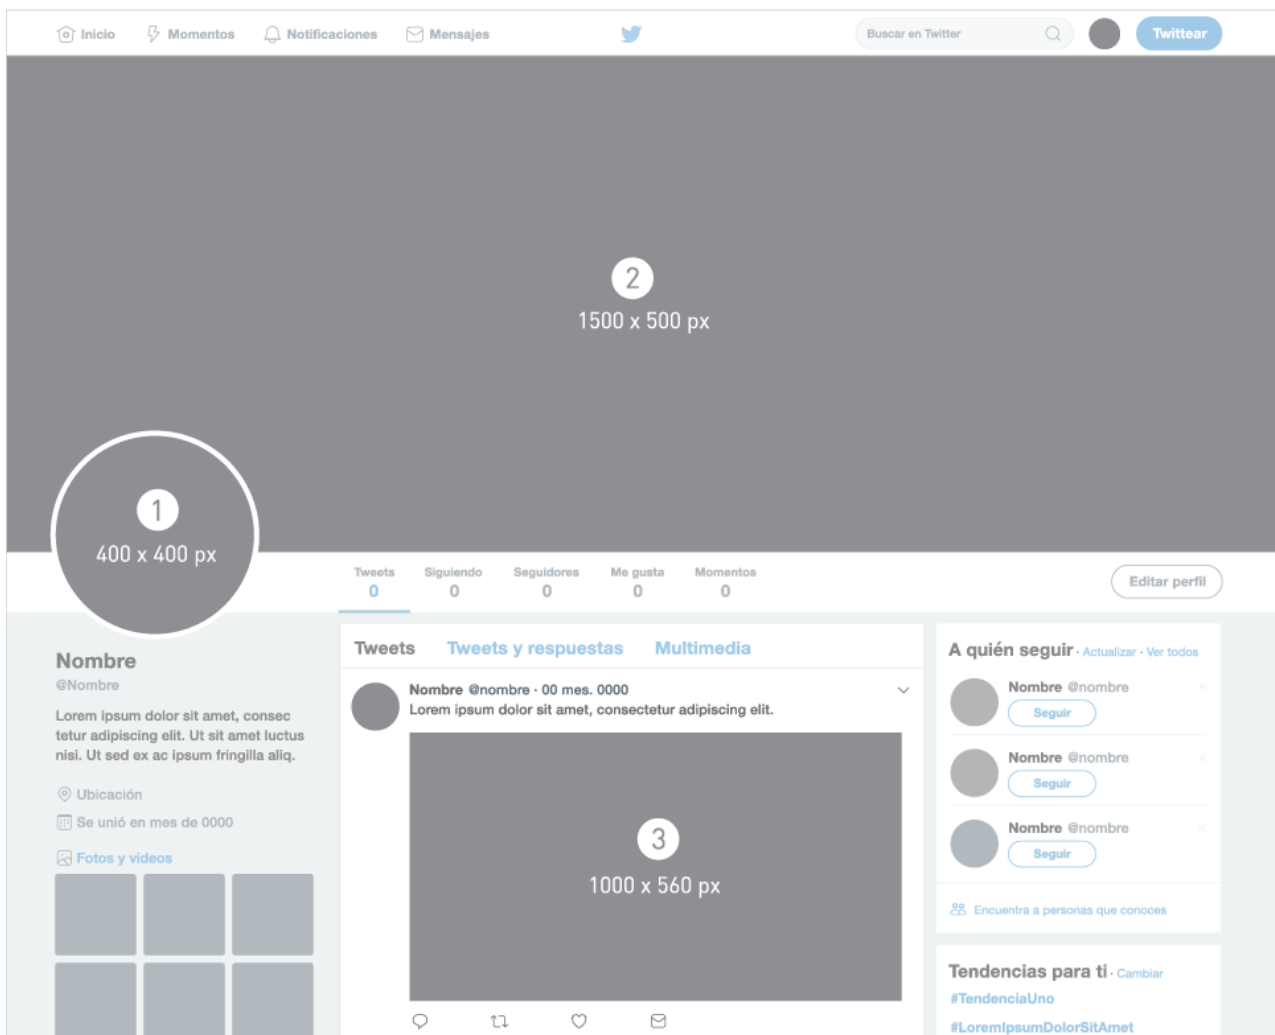 Inicio Momentos Notificaciones Mensajes Buscar en Twitter Twittear
2
1500 x 500 px
1
400 x 400 px
Tweets Siguiendo Seguidores Me gusta Momentos
0 0 0 0 0
Editar perfil
Nombre
@Nombre
Lorem ipsum dolor sit amet, consec
tetur adipiscing elit. Ut sit amet luctus
nisi. Ut sed ex ac ipsum fringilla aliq.
Ubicación
Se unió en mes de 0000
Fotos y videos
Tweets Tweets y respuestas Multimedia
Nombre @nombre · 00 mes. 0000
Lorem ipsum dolor sit amet, consectetur adipiscing elit.
3
1000 x 560 px
A quién seguir · Actualizar · Ver todos
Nombre @nombre
Seguir
Nombre @nombre
Seguir
Nombre @nombre
Seguir
Encuentra a personas que conoces
Tendencias para ti · Cambiar
#TendenciaUno
#LoremIpsumDolorSitAmet